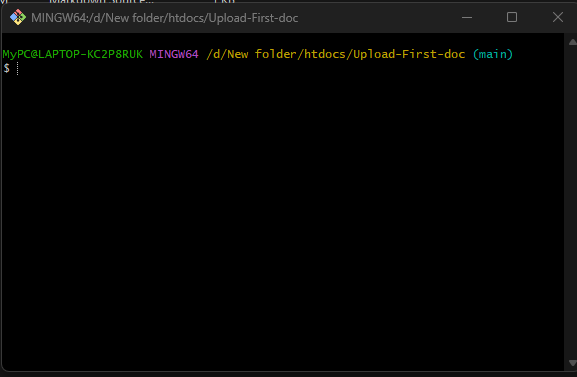 MINGW64:/d/New folder/htdocs/Upload-First-doc
MyPC@LAPTOP-KC2P8RUK MINGW64 /d/New folder/htdocs/Upload-First-doc (main)
$